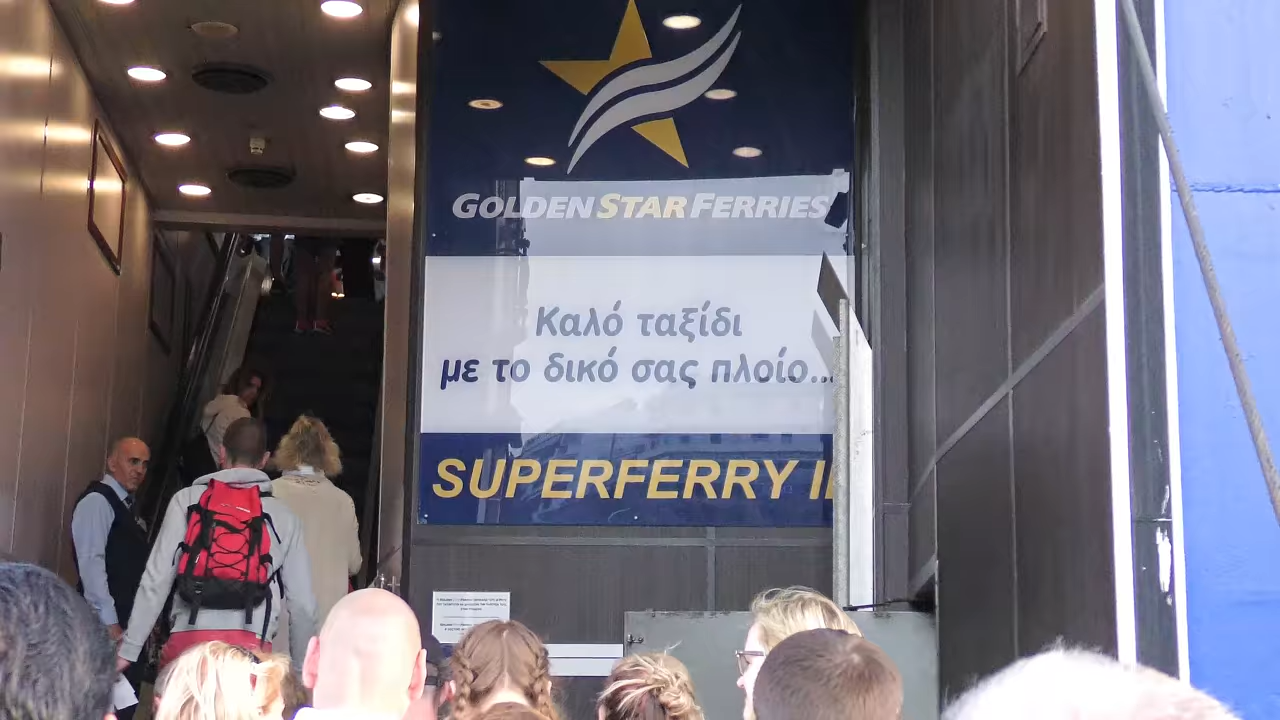 GOLDEN STAR FERRIES
Καλό ταξίδι
με το δικό σας πλοίο...
SUPERFERRY II